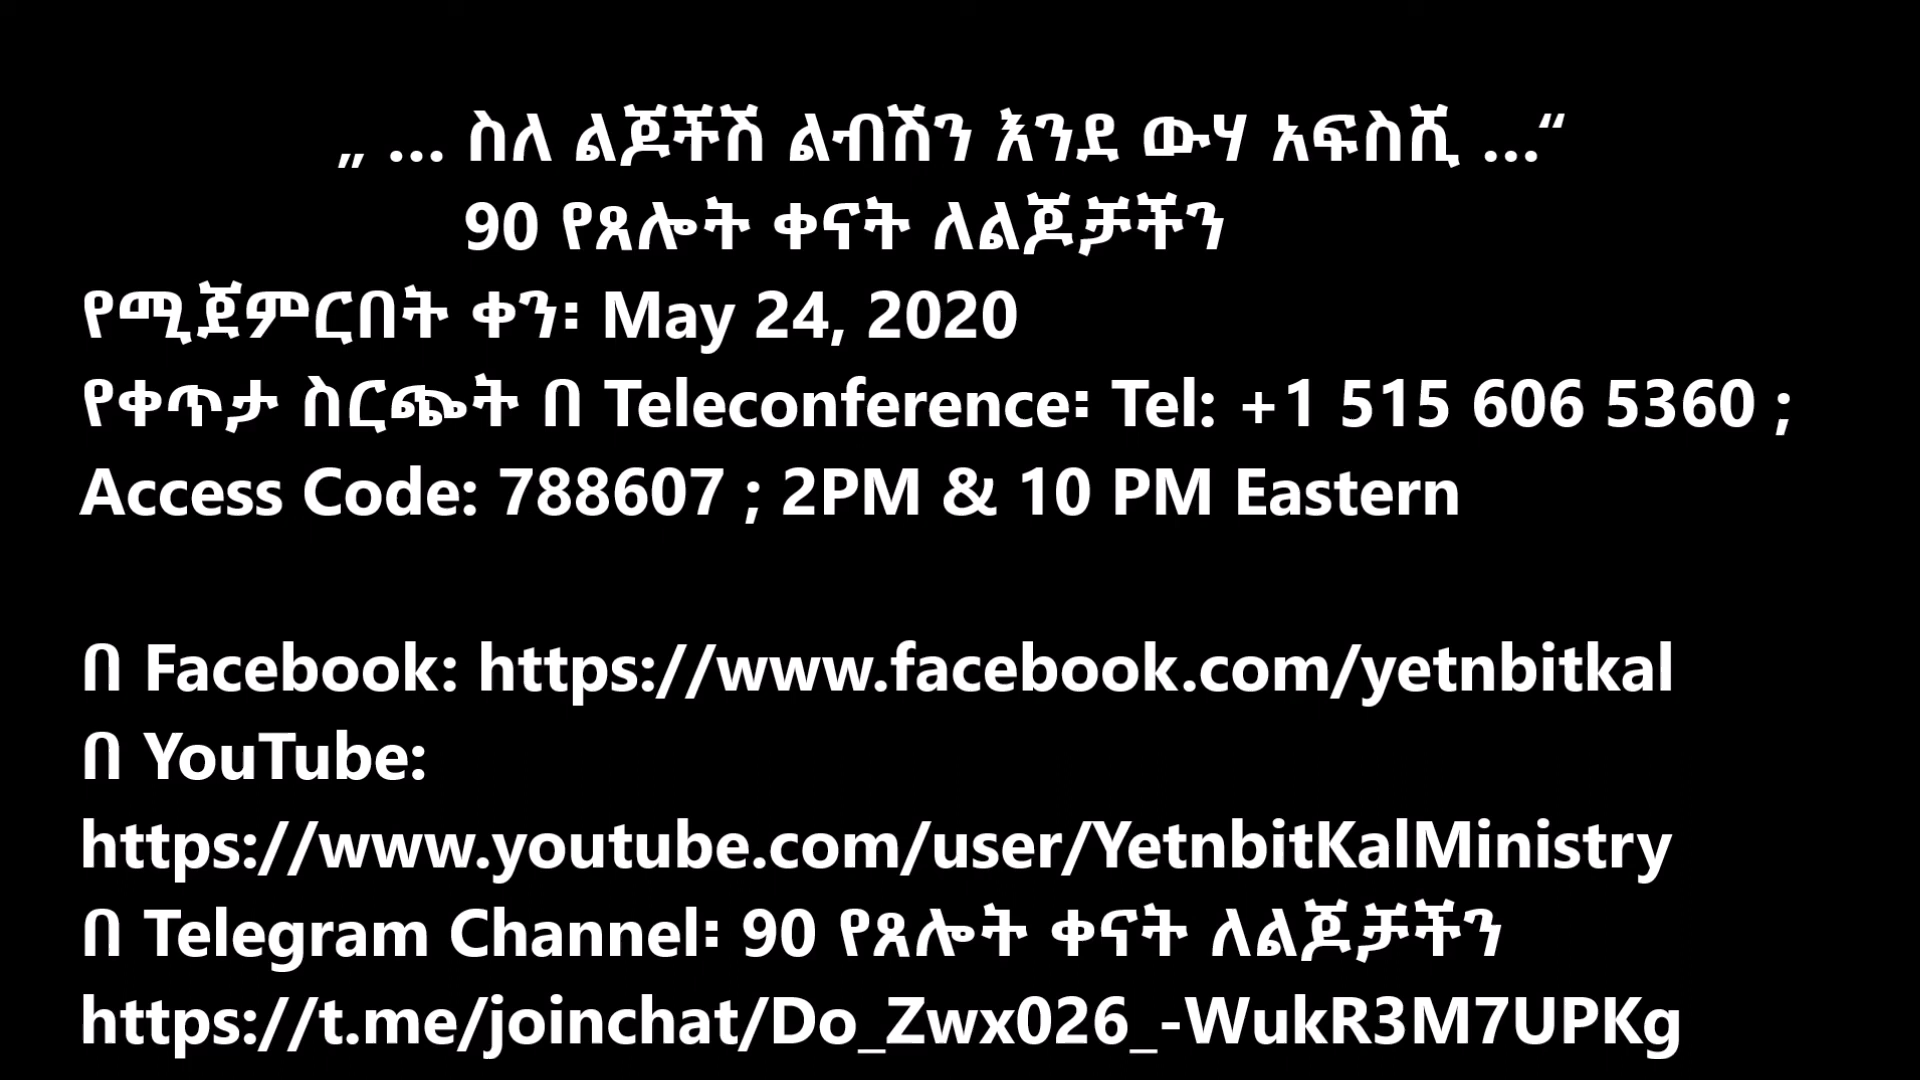 „ ... ስለ ልጆችሽ ልብሽን እንደ ውሃ አፍስሺ ...“
90 የጸሎት ቀናት ለልጆቻችን
የሚጀምርበት ቀን፡ May 24, 2020
የቀጥታ ስርጭት በ Teleconference፡ Tel: +1 515 606 5360 ;
Access Code: 788607 ; 2PM & 10 PM Eastern
በ Facebook: https://www.facebook.com/yetnbitkal
በ YouTube:
https://www.youtube.com/user/YetnbitKalMinistry
በ Telegram Channel፡ 90 የጸሎት ቀናት ለልጆቻችን
https://t.me/joinchat/Do_Zwx026_-WukR3M7UPKg